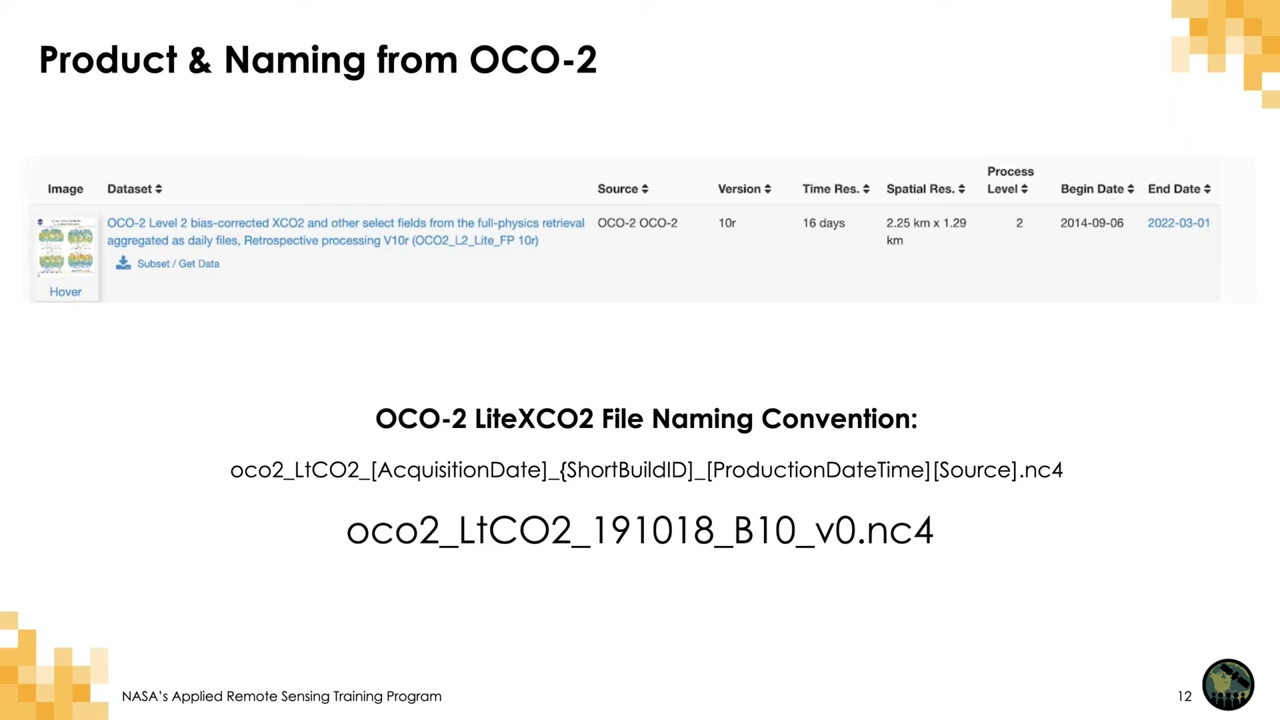 Product & Naming from OCO-2
Process
Image Dataset Source Version Time Res. Spatial Res. Level Begin Date End Date
OCO-2 Level 2 bias-corrected XCO2 and other select fields from the full-physics retrieval OCO-2 OCO-2 10r 16 days 2.25 km x 1.29 2 2014-09-06 2022-03-01
aggregated as daily files, Retrospective processing V10r (OCO2_L2_Lite_FP 10r) km
Subset / Get Data
Hover
OCO-2 LiteXCO2 File Naming Convention:
oco2_LtCO2_[AcquisitionDate]_{ShortBuildID]_[ProductionDateTime][Source].nc4
oco2_LtCO2_191018_B10_v0.nc4
NASA's Applied Remote Sensing Training Program
12